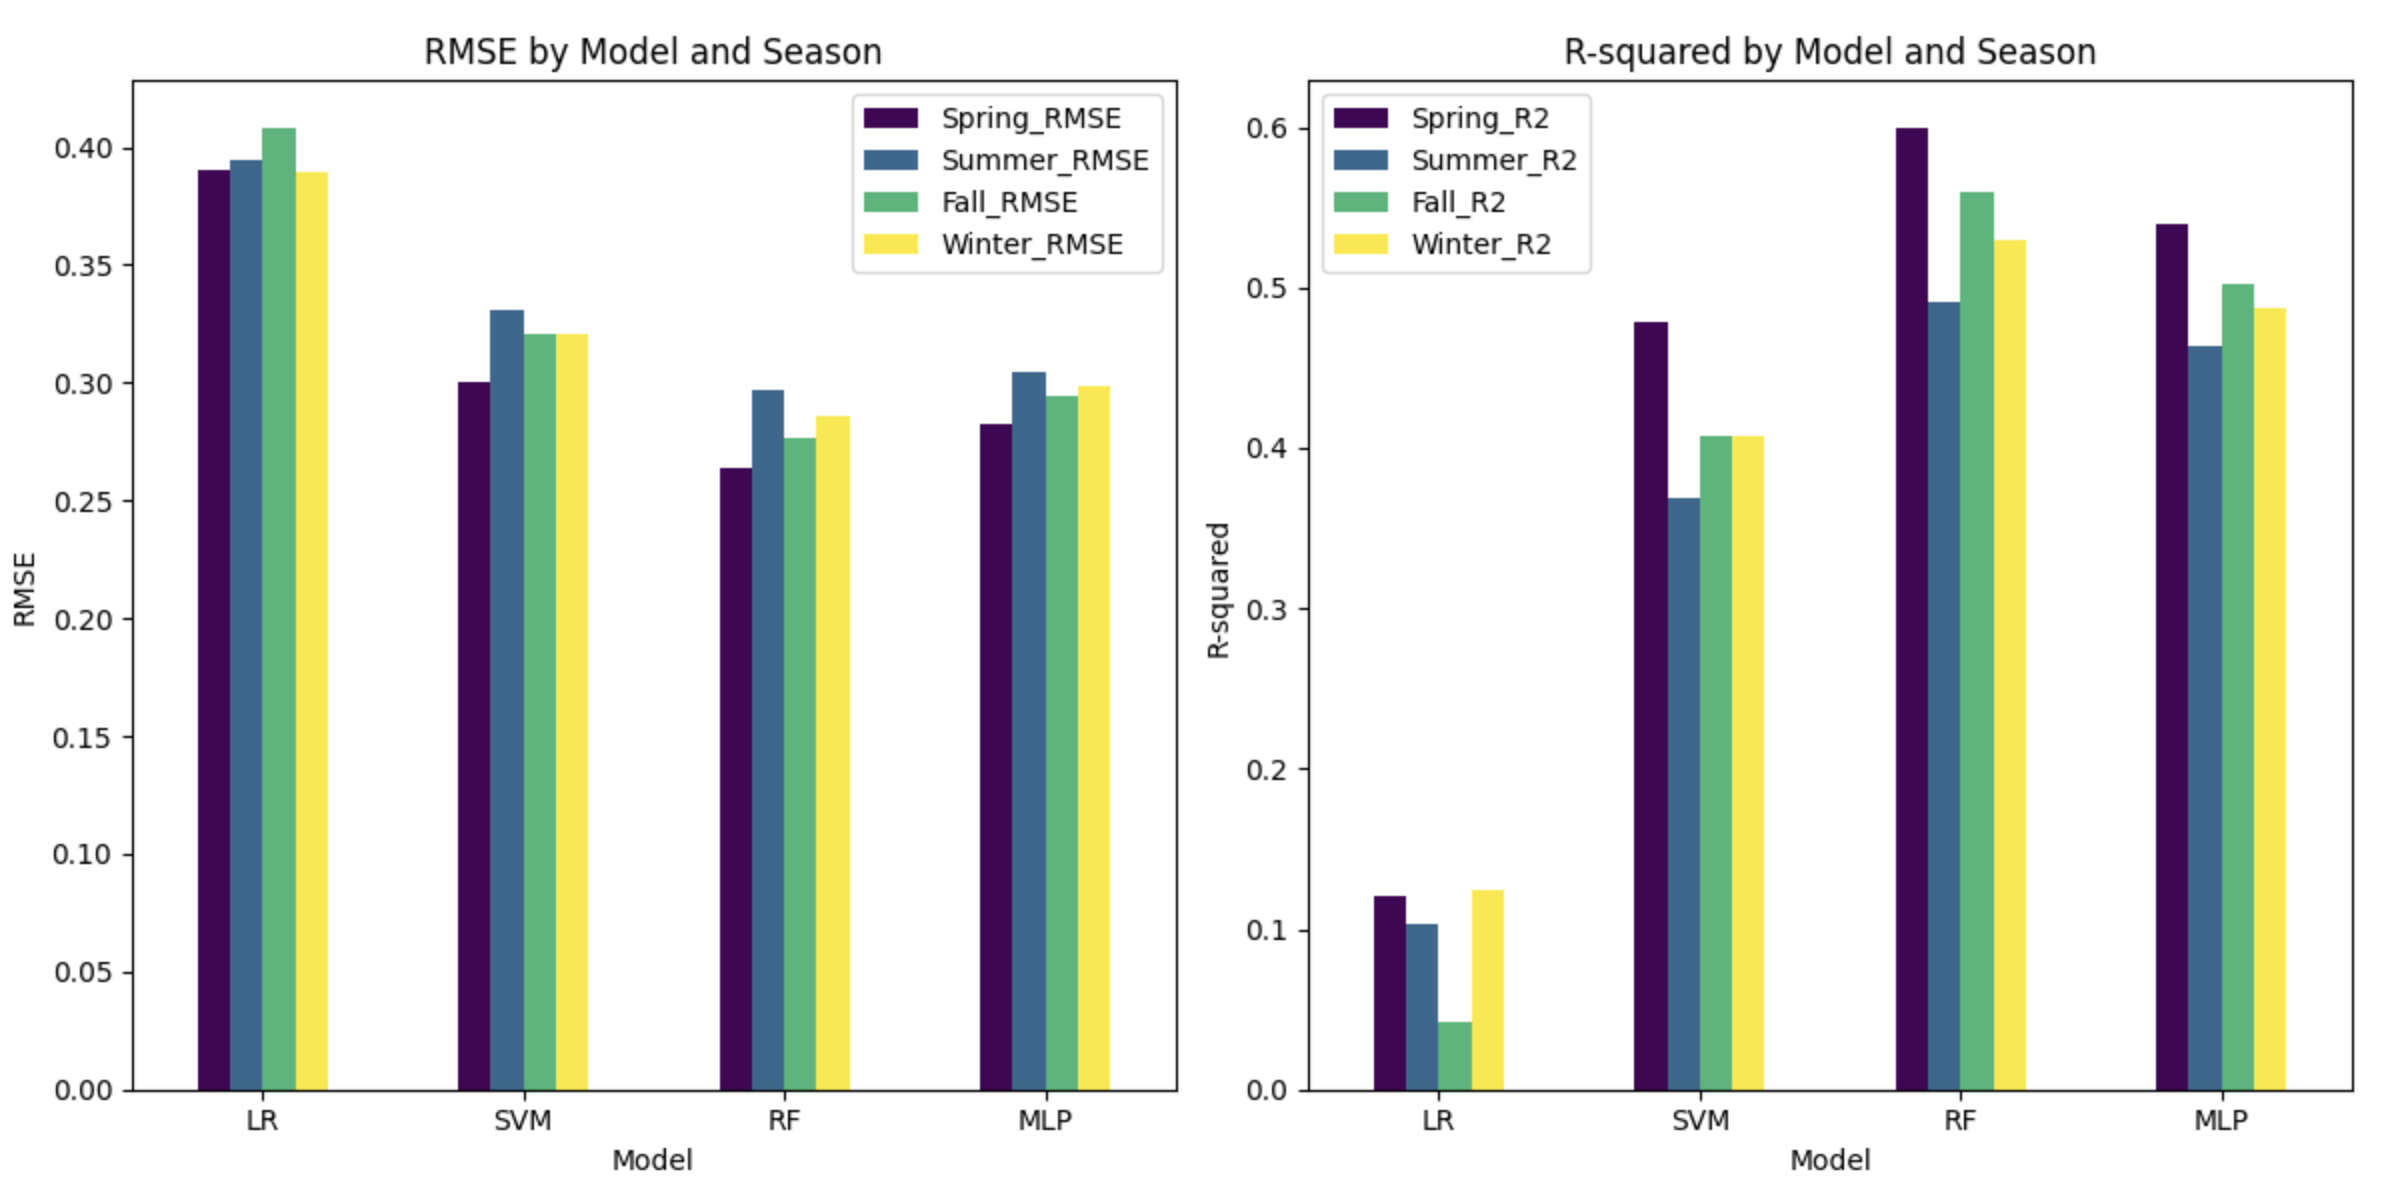 RMSE by Model and Season
RMSE
0.40
0.35
0.30
0.25
0.20
0.15
0.10
0.05
0.00
Spring_RMSE
Summer_RMSE
Fall_RMSE
Winter_RMSE
LR SVM RF MLP
Model
R-squared by Model and Season
R-squared
0.6
0.5
0.4
0.3
0.2
0.1
0.0
Spring_R2
Summer_R2
Fall_R2
Winter_R2
LR SVM RF MLP
Model